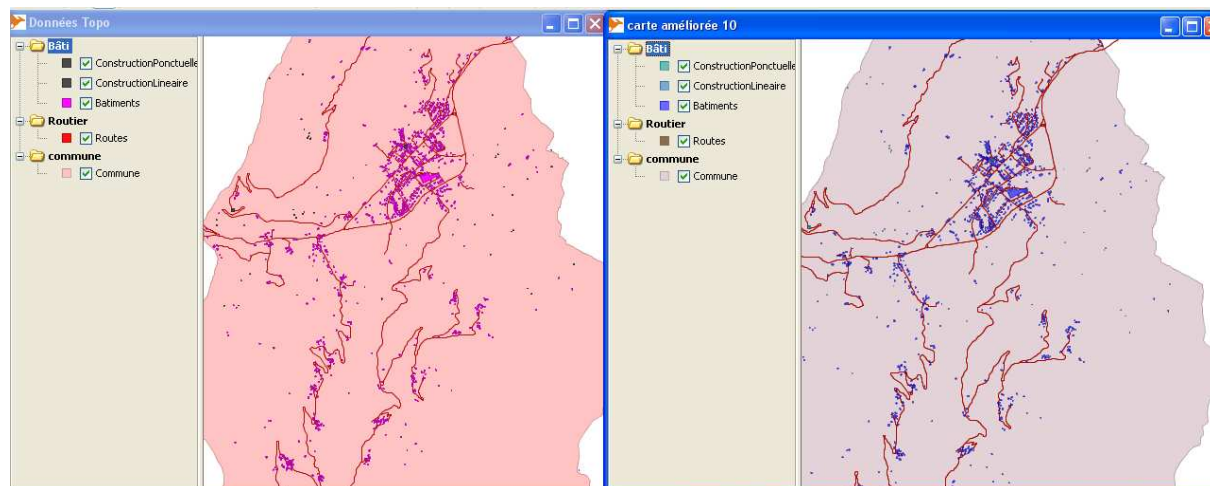 Données Topo
Bâti
ConstructionPonctuelle
ConstructionLineaire
Batiments
Routier
Routes
commune
Commune
carte améliorée 10
Bâti
ConstructionPonctuelle
ConstructionLineaire
Batiments
Routier
Routes
commune
Commune